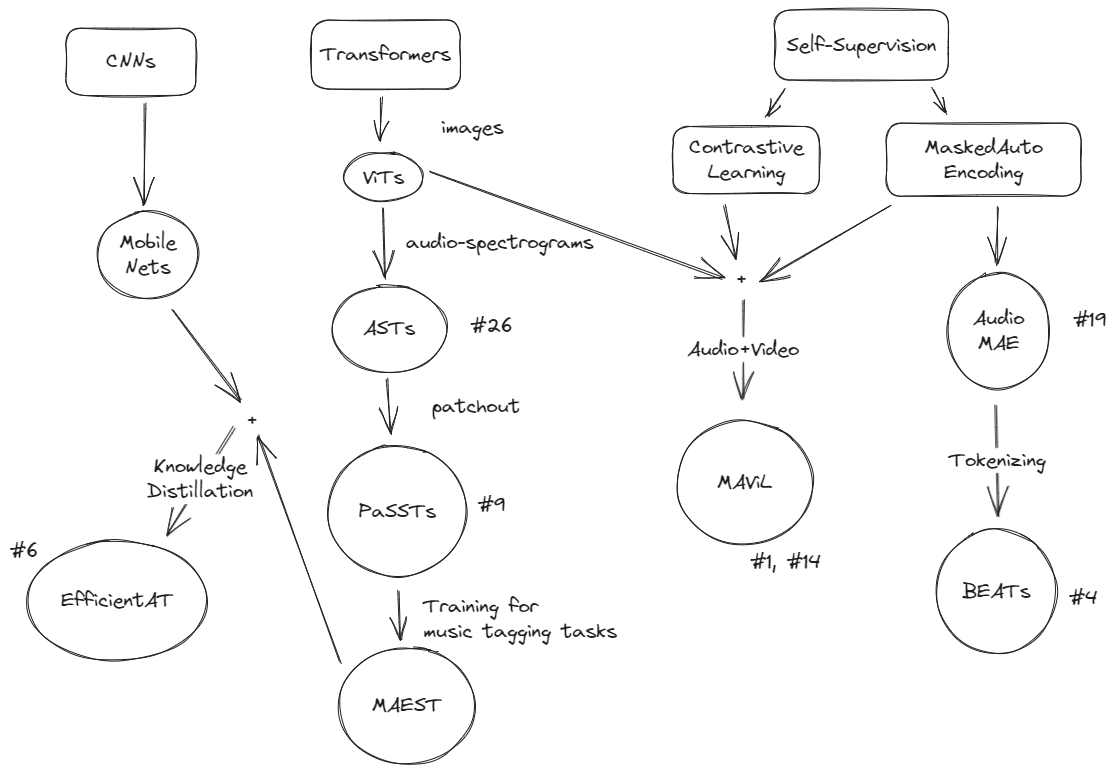 CNNs
Transformers
Self-Supervision
images
Contrastive
Learning
MaskedAuto
Encoding
ViTs
Mobile
Nets
audio-spectrograms
+
ASTs
#26
Audio+Video
Audio
MAE
#19
patchout
+
Knowledge
Distillation
PaSSTs
#9
MAViL
#1, #14
Tokenizing
#6
EfficientAT
BEATs
#4
Training for
music tagging tasks
MAEST